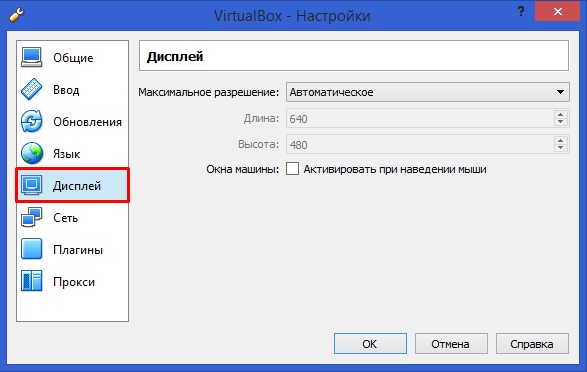 VirtualBox - Настройки
?
Общие
Ввод
Обновления
Язык
Дисплей
Сеть
Плагины
Прокси
Дисплей
Максимальное разрешение: Автоматическое
Длина: 640
Высота: 480
Окна машины: Активировать при наведении мыши
OK Отмена Справка